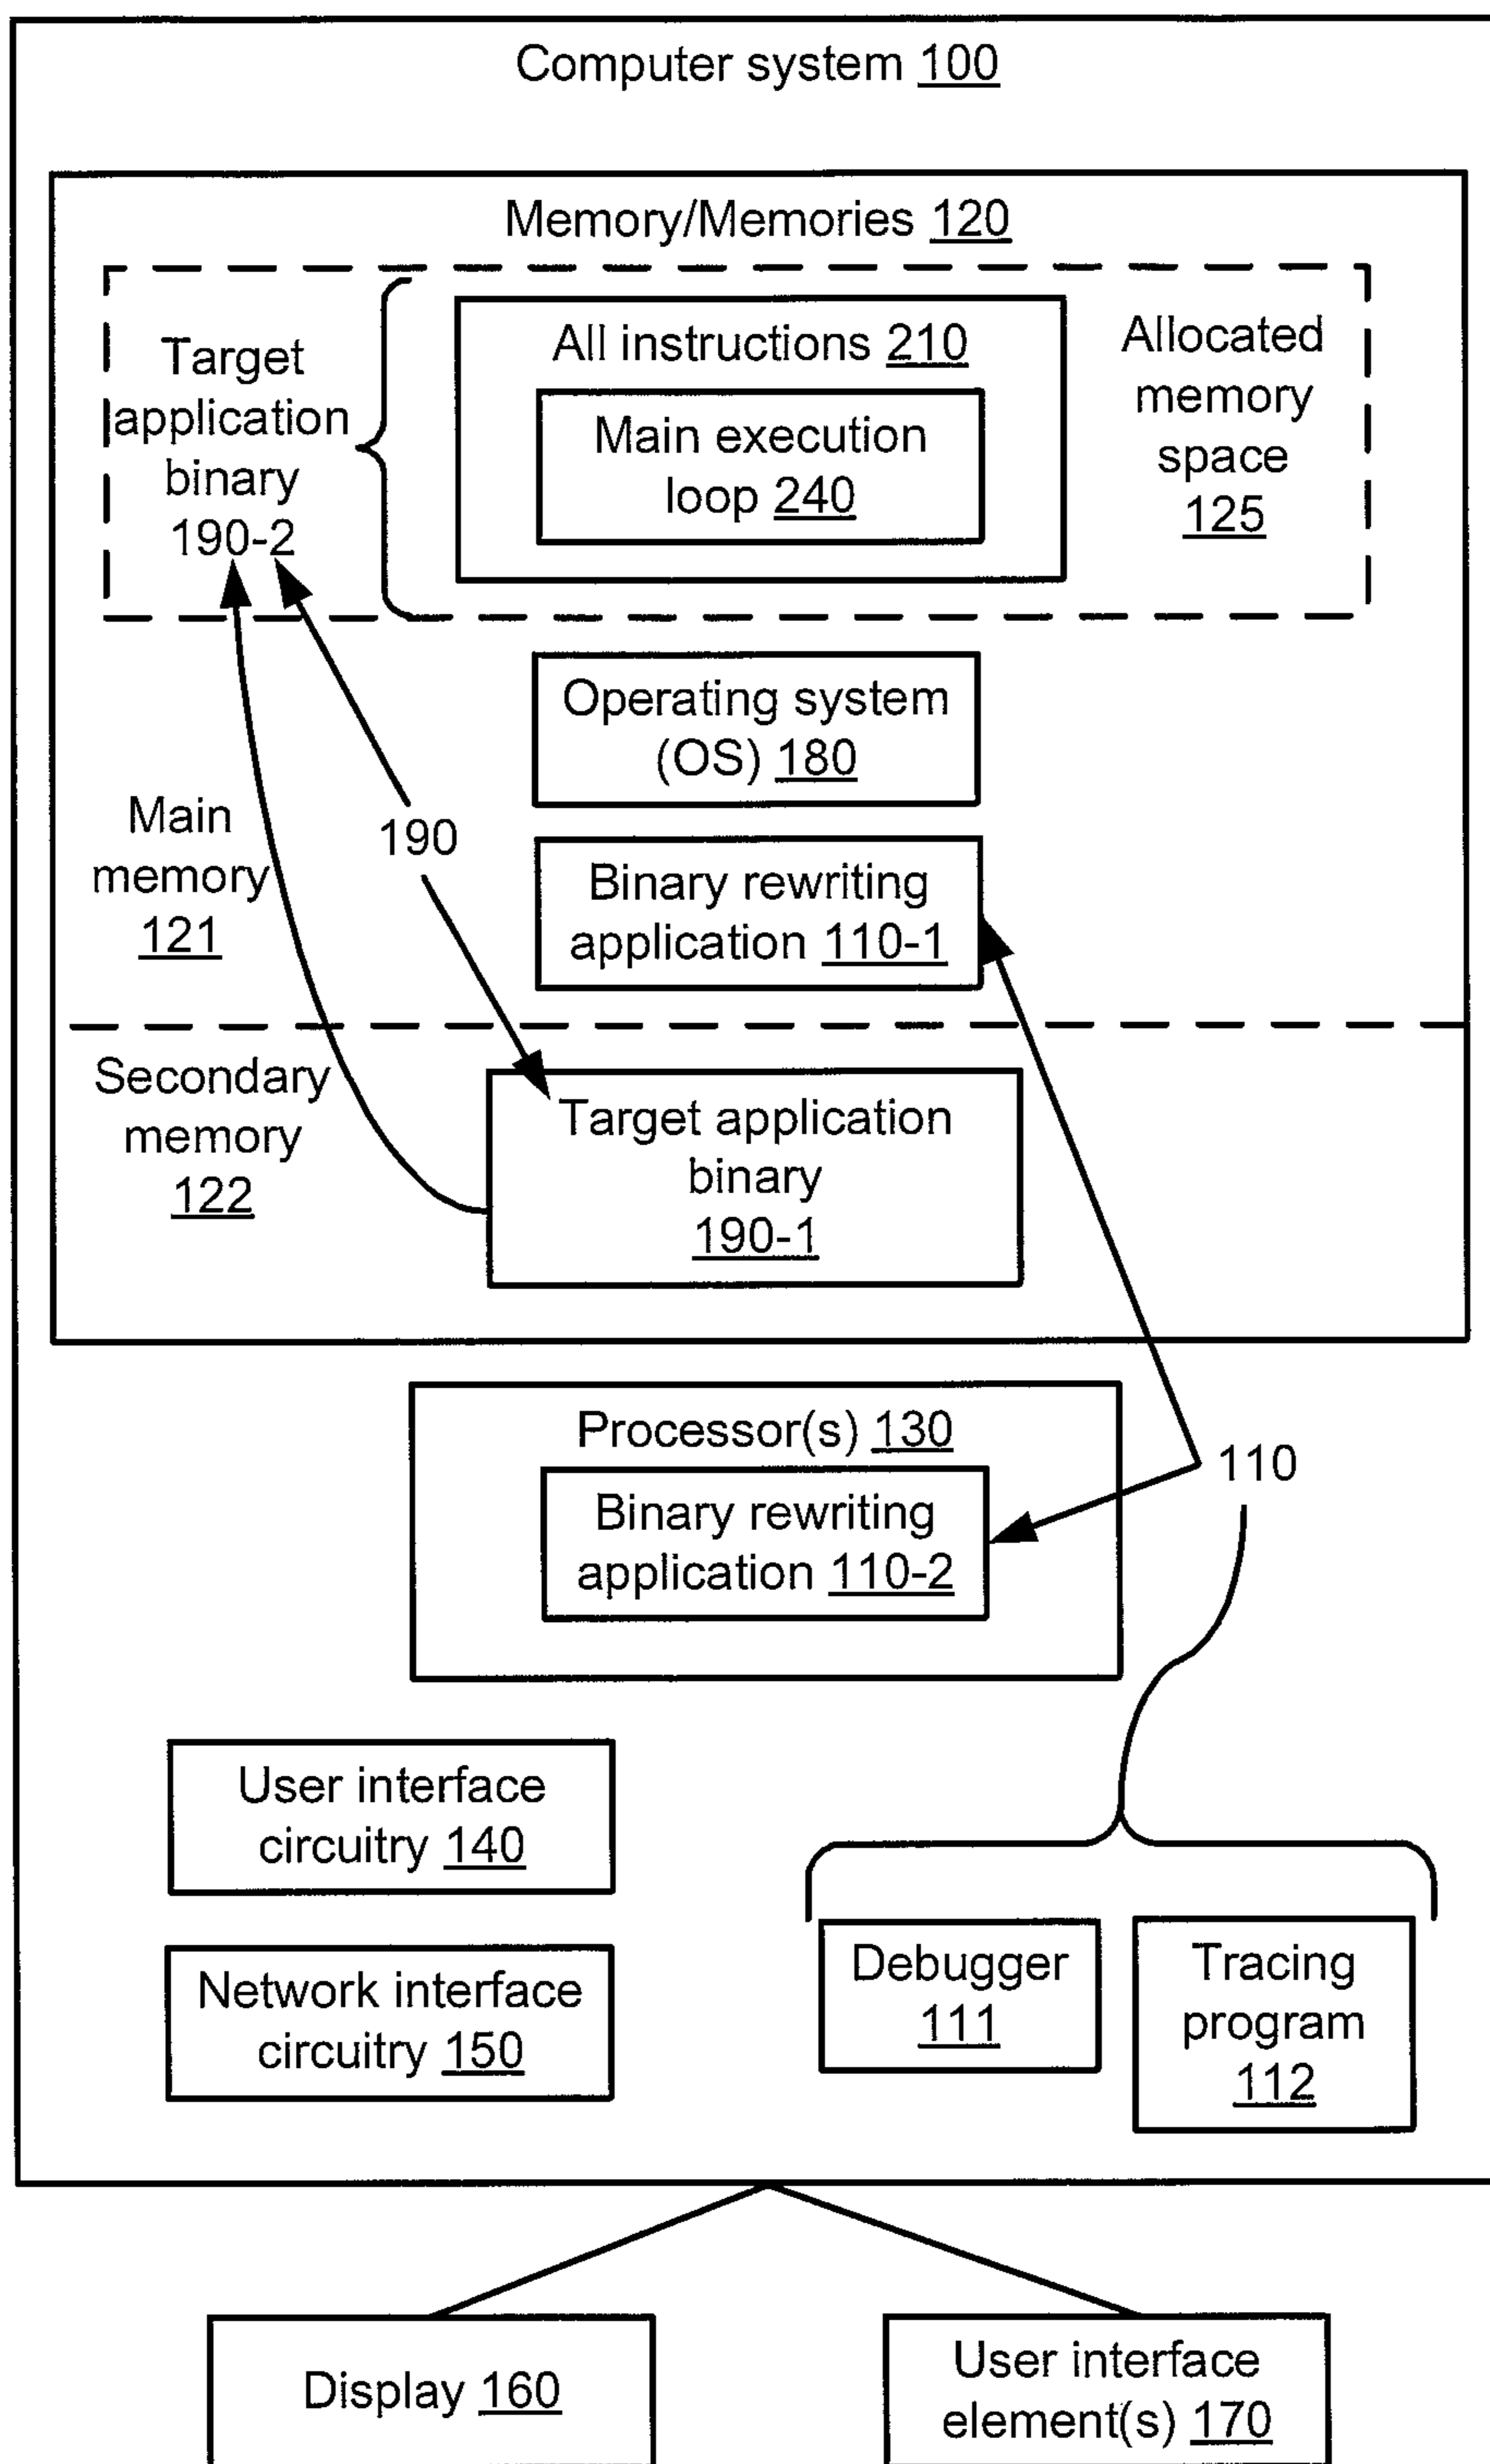 Computer system 100
Memory/Memories 120
Target
application
binary
190-2
All instructions 210
Main execution
loop 240
Allocated
memory
space
125
Operating system
(OS) 180
Main
memory
121
190
Binary rewriting
application 110-1
Secondary
memory
122
Target application
binary
190-1
Processor(s) 130
Binary rewriting
application 110-2
110
User interface
circuitry 140
Network interface
circuitry 150
Debugger
111
Tracing
program
112
Display 160
User interface
element(s) 170